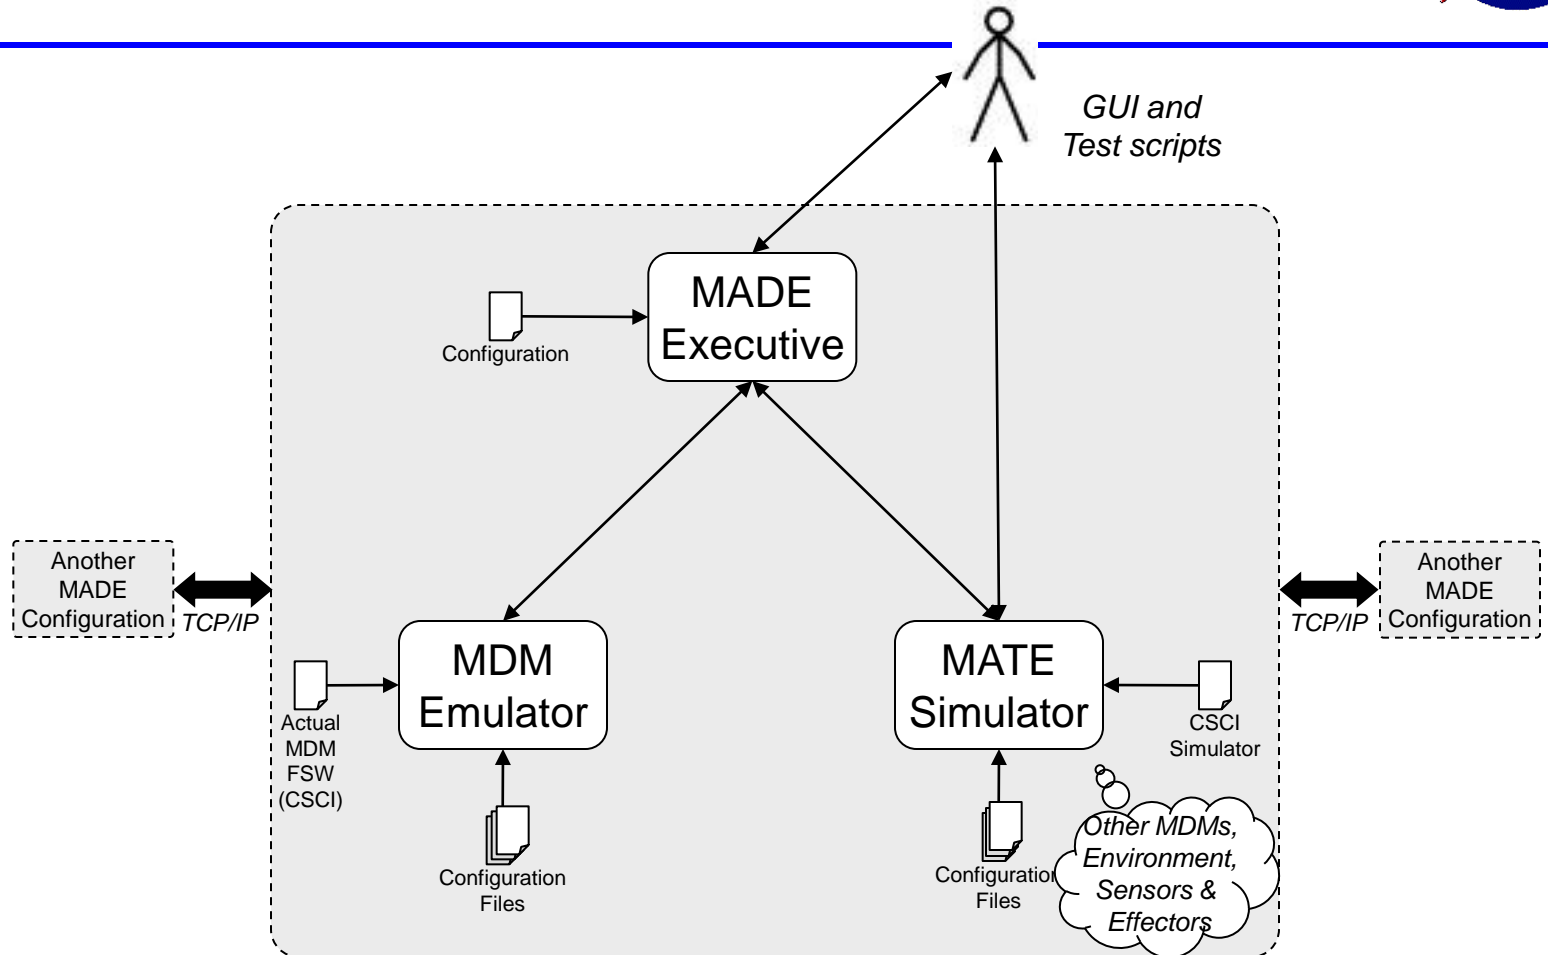 GUI and
Test scripts
MADE
Executive
Configuration
Another
MADE
Configuration
TCP/IP
Another
MADE
Configuration
TCP/IP
MDM
Emulator
MATE
Simulator
Actual
MDM
FSW
(CSCI)
CSCI
Simulator
Configuration
Files
Configuration
Files
Other MDMs,
Environment,
Sensors &
Effectors